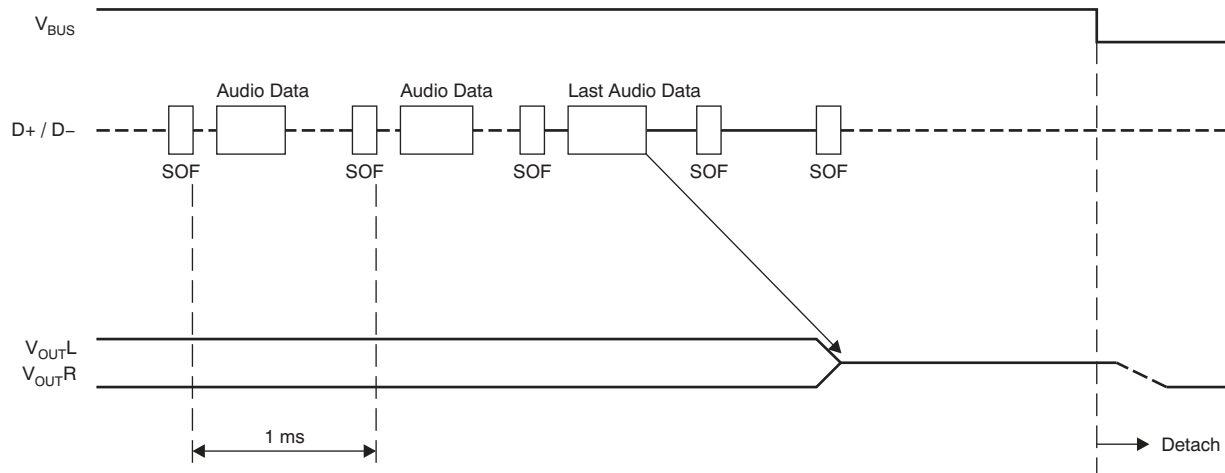 VBUS
Audio Data Audio Data Last Audio Data
D+ / D–
SOF SOF SOF SOF SOF
VOUTL
VOUTR
1 ms
Detach